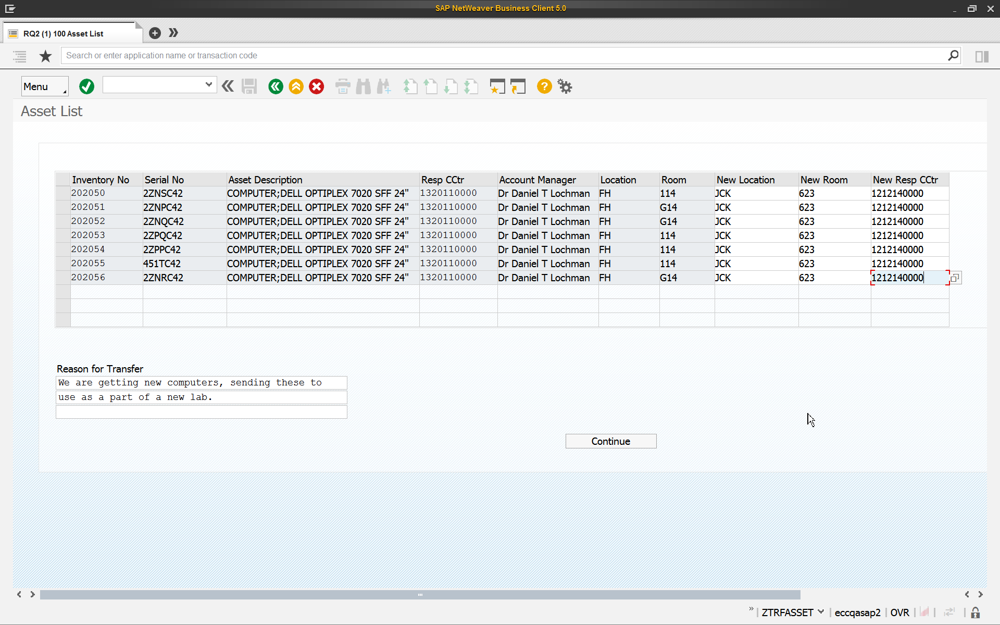 SAP NetWeaver Business Client 5.0
RQ2 (1) 100 Asset List
Search or enter application name or transaction code
Menu
Asset List
Inventory No Serial No Asset Description Resp CCtr Account Manager Location Room New Location New Room New Resp CCtr
202050 2ZNSC42 COMPUTER;DELL OPTIPLEX 7020 SFF 24" 1320110000 Dr Daniel T Lochman FH 114 JCK 623 1212140000
202051 2ZNPC42 COMPUTER;DELL OPTIPLEX 7020 SFF 24" 1320110000 Dr Daniel T Lochman FH G14 JCK 623 1212140000
202052 2ZNQC42 COMPUTER;DELL OPTIPLEX 7020 SFF 24" 1320110000 Dr Daniel T Lochman FH G14 JCK 623 1212140000
202053 2ZPQC42 COMPUTER;DELL OPTIPLEX 7020 SFF 24" 1320110000 Dr Daniel T Lochman FH 114 JCK 623 1212140000
202054 2ZPPC42 COMPUTER;DELL OPTIPLEX 7020 SFF 24" 1320110000 Dr Daniel T Lochman FH 114 JCK 623 1212140000
202055 451TC42 COMPUTER;DELL OPTIPLEX 7020 SFF 24" 1320110000 Dr Daniel T Lochman FH 114 JCK 623 1212140000
202056 2ZNRC42 COMPUTER;DELL OPTIPLEX 7020 SFF 24" 1320110000 Dr Daniel T Lochman FH G14 JCK 623 1212140000
Reason for Transfer
We are getting new computers, sending these to
use as a part of a new lab.
Continue
ZTRFASSET eccqasap2 OVR